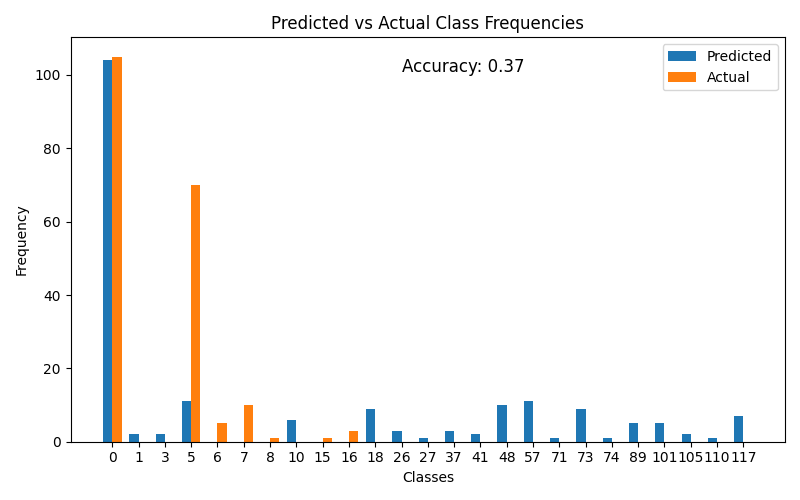 Predicted vs Actual Class Frequencies
Accuracy: 0.37
Predicted
Actual
Frequency
100
80
60
40
20
0
0 1 3 5 6 7 8 10 15 16 18 26 27 37 41 48 57 71 73 74 89 101 105 110 117
Classes